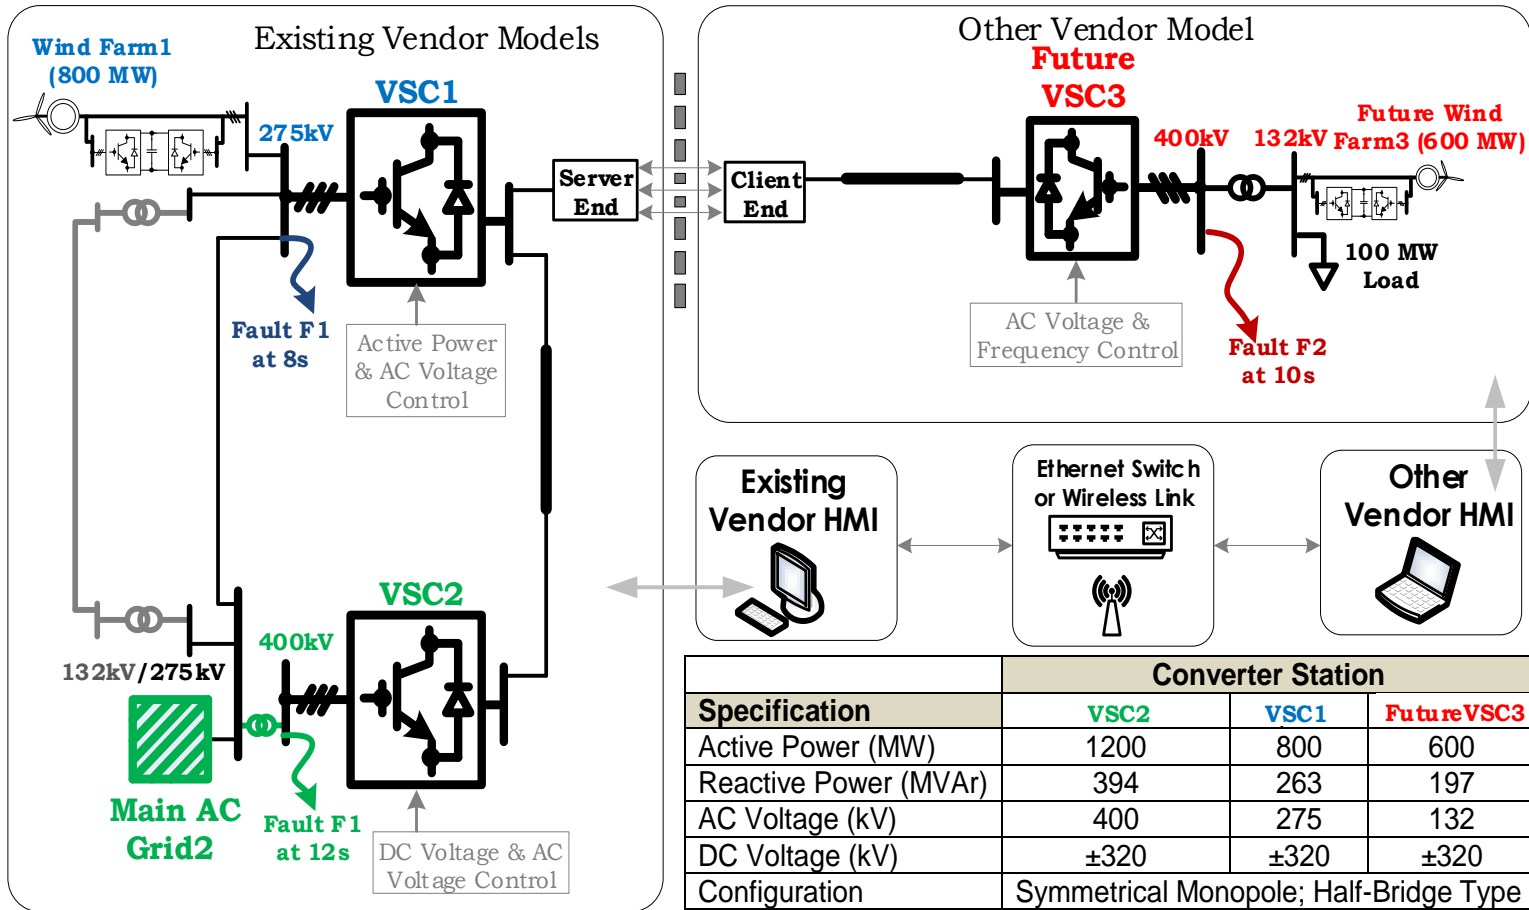 Existing Vendor Models
Wind Farm1
(800 MW)
VSC1
275kV
Server
End
Fault F1
at 8s
Active Power
& AC Voltage
Control
VSC2
400kV
132kV/275kV
Main AC
Grid2
Fault F1
at 12s
DC Voltage & AC
Voltage Control
Other Vendor Model
Future
VSC3
Client
End
400kV
132kV
Future Wind
Farm3 (600 MW)
100 MW
Load
AC Voltage &
Frequency Control
Fault F2
at 10s
Existing
Vendor HMI
Ethernet Switch
or Wireless Link
Other
Vendor HMI
Converter Station
Specification VSC2 VSC1 FutureVSC3
Active Power (MW) 1200 800 600
Reactive Power (MVAr) 394 263 197
AC Voltage (kV) 400 275 132
DC Voltage (kV) ±320 ±320 ±320
Configuration Symmetrical Monopole; Half-Bridge Type